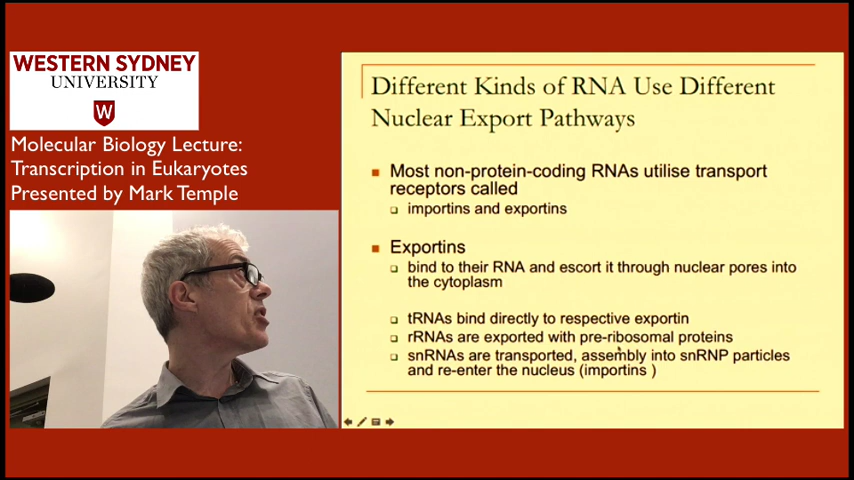 WESTERN SYDNEY
UNIVERSITY
W
Molecular Biology Lecture:
Transcription in Eukaryotes
Presented by Mark Temple
Different Kinds of RNA Use Different
Nuclear Export Pathways
Most non-protein-coding RNAs utilise transport
receptors called
importins and exportins
Exportins
bind to their RNA and escort it through nuclear pores into
the cytoplasm
tRNAs bind directly to respective exportin
rRNAs are exported with pre-ribosomal proteins
snRNAs are transported, assembly into snRNP particles
and re-enter the nucleus (importins )